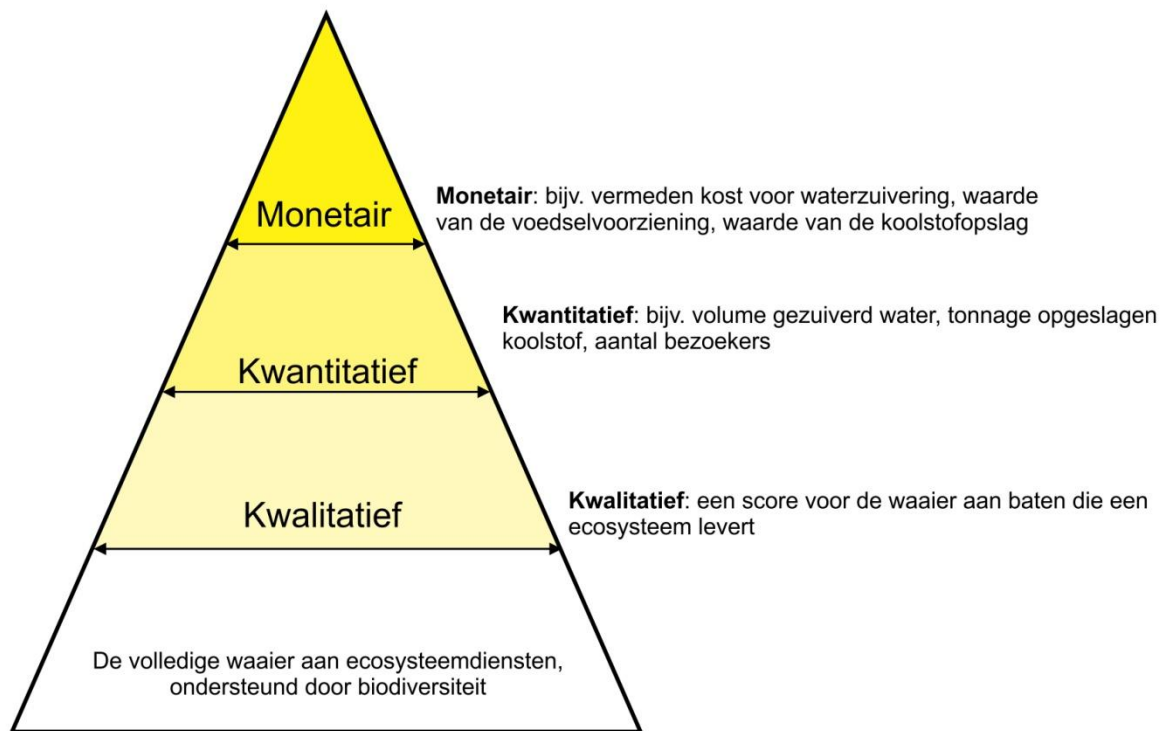 Monetair
Monetair: bijv. vermeden kost voor waterzuivering, waarde
van de voedselvoorziening, waarde van de koolstofopslag
Kwantitatief
Kwantitatief: bijv. volume gezuiverd water, tonnage opgeslagen
koolstof, aantal bezoekers
Kwalitatief
Kwalitatief: een score voor de waaier aan baten die een
ecosysteem levert
De volledige waaier aan ecosysteemdiensten,
ondersteund door biodiversiteit